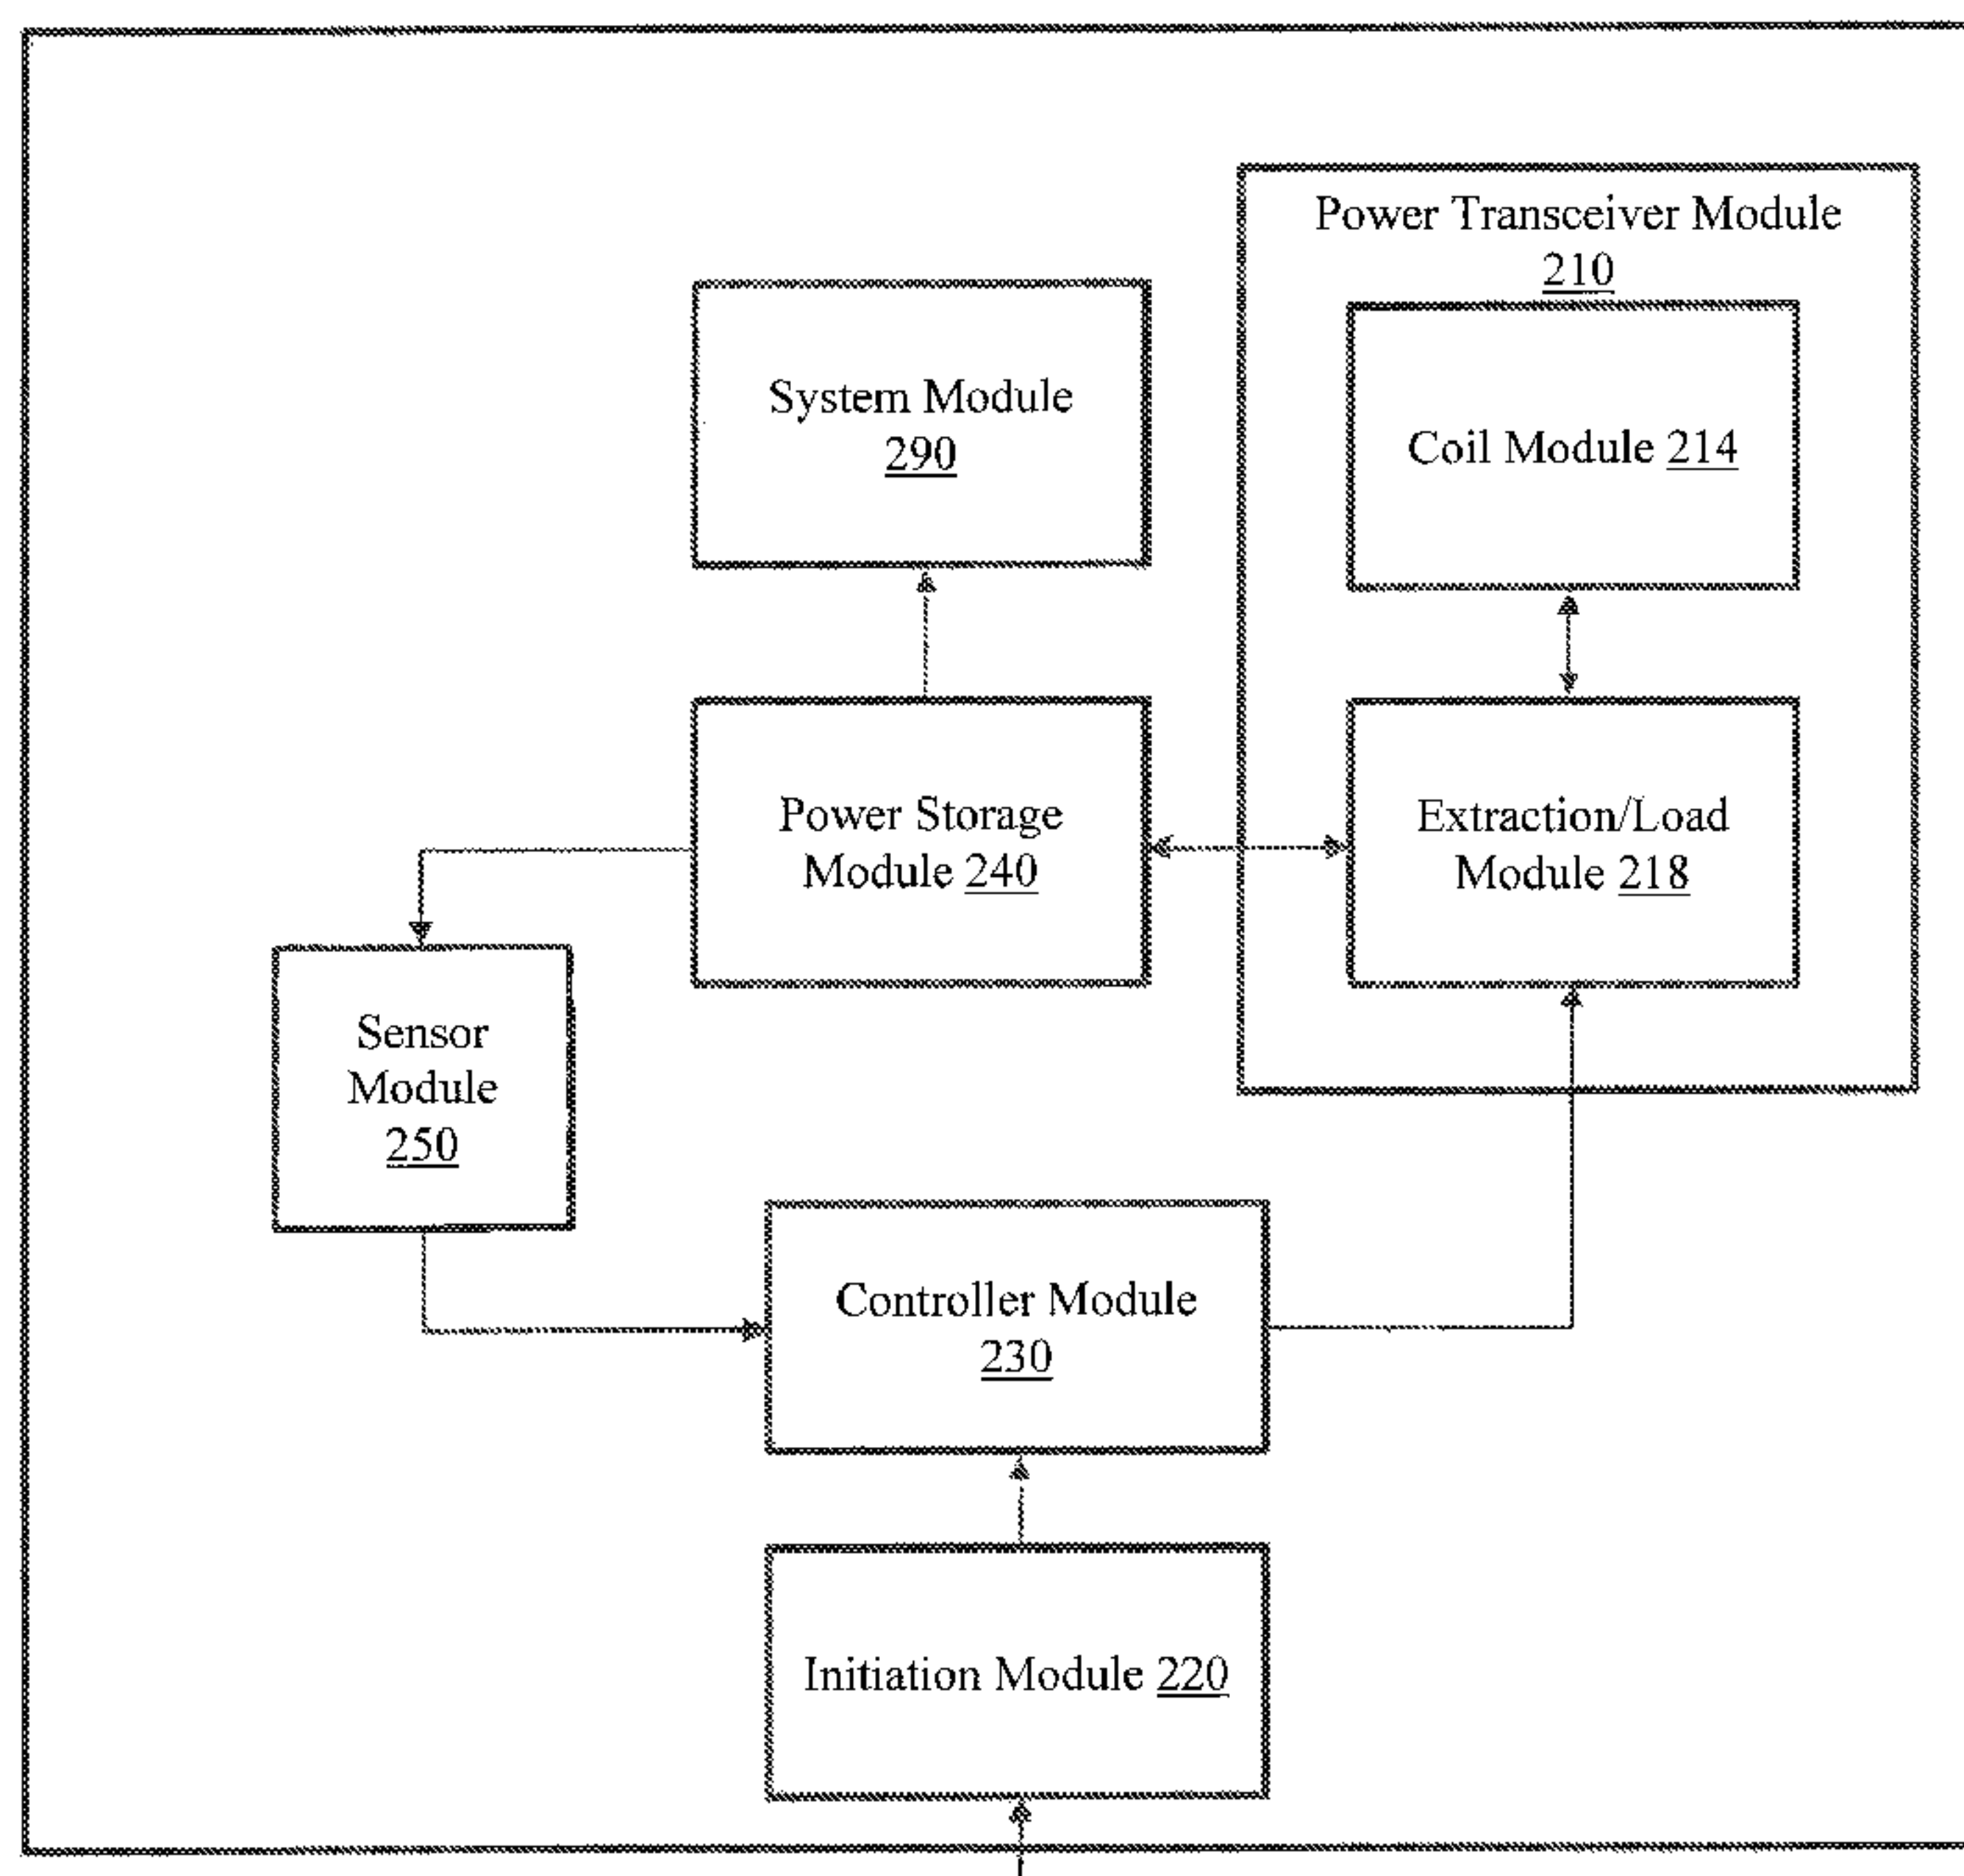 Power Transceiver Module
210
System Module
290
Coil Module 214
Power Storage
Module 240
Extraction/Load
Module 218
Sensor
Module
250
Controller Module
230
Initiation Module 220